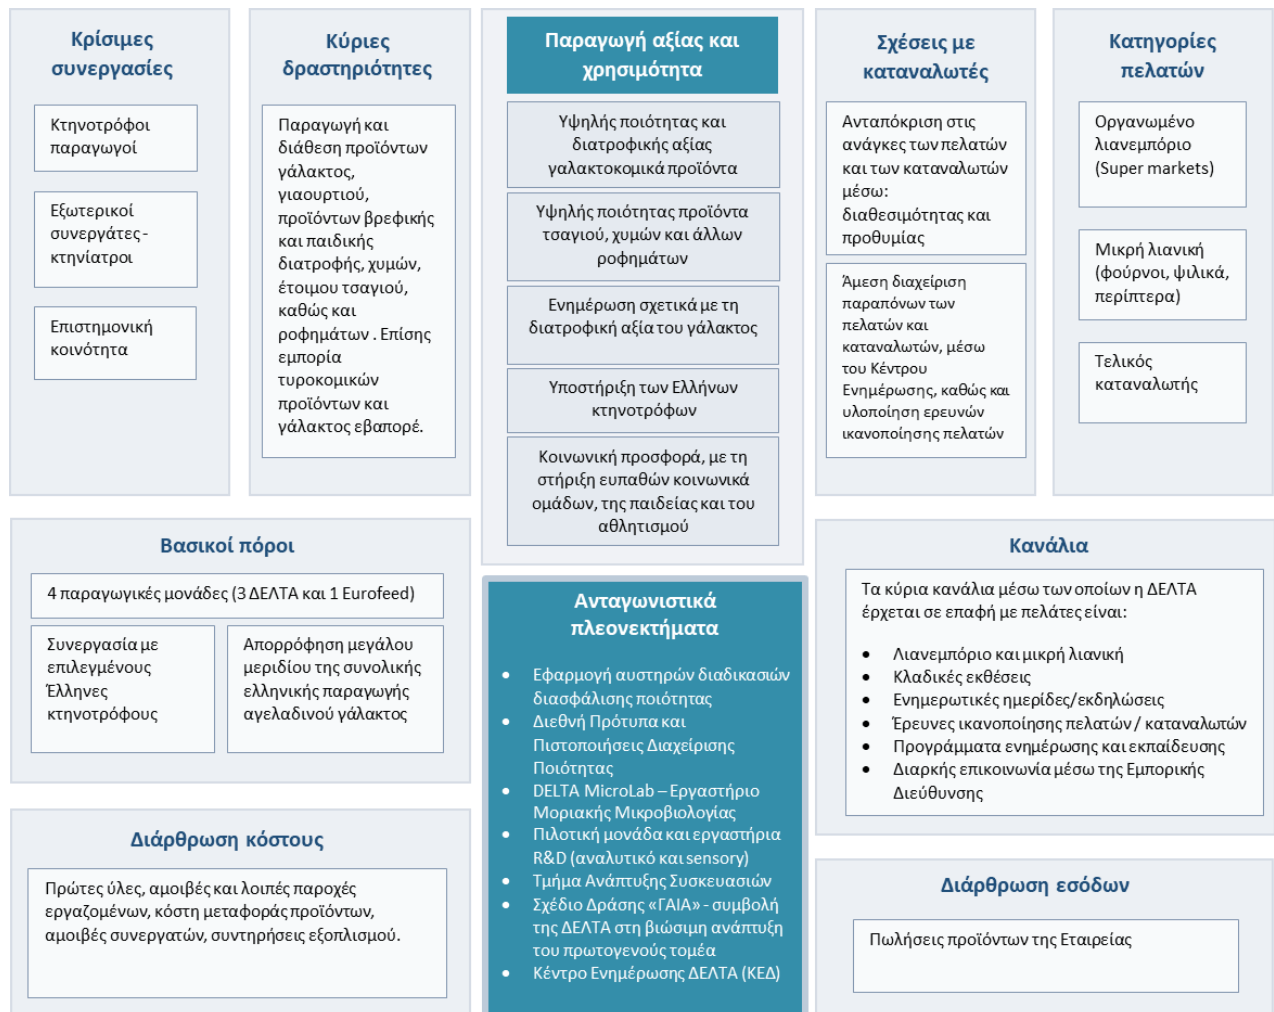 Κρίσιμες
συνεργασίες
Κτηνοτρόφοι
παραγωγοί
Εξωτερικοί
συνεργάτες -
κτηνίατροι
Επιστημονική
κοινότητα
Κύριες
δραστηριότητες
Παραγωγή και
διάθεση προϊόντων
γάλακτος,
γιαουρτιού,
προϊόντων βρεφικής
και παιδικής
διατροφής, χυμών,
έτοιμου τσαγιού,
καθώς και
ροφημάτων . Επίσης
εμπορία
τυροκομικών
προϊόντων και
γάλακτος εβαπορέ.
Παραγωγή αξίας και
χρησιμότητα
Υψηλής ποιότητας και
διατροφικής αξίας
γαλακτοκομικά προϊόντα
Υψηλής ποιότητας προϊόντα
τσαγιού, χυμών και άλλων
ροφημάτων
Ενημέρωση σχετικά με τη
διατροφική αξία του γάλακτος
Υποστήριξη των Ελλήνων
κτηνοτρόφων
Κοινωνική προσφορά, με τη
στήριξη ευπαθών κοινωνικά
ομάδων, της παιδείας και του
αθλητισμού
Σχέσεις με
καταναλωτές
Ανταπόκριση στις
ανάγκες των πελατών
και των καταναλωτών
μέσω:
διαθεσιμότητας και
προθυμίας
Άμεση διαχείριση
παραπόνων των
πελατών και
καταναλωτών, μέσω
του Κέντρου
Ενημέρωσης, καθώς και
υλοποίηση ερευνών
ικανοποίησης πελατών
Κατηγορίες
πελατών
Οργανωμένο
λιανεμπόριο
(Super markets)
Μικρή λιανική
(φούρνοι, ψιλικά,
περίπτερα)
Τελικός
καταναλωτής
Βασικοί πόροι
4 παραγωγικές μονάδες (3 ΔΕΛΤΑ και 1 Eurofeed)
Συνεργασία με
επιλεγμένους
Έλληνες
κτηνοτρόφους
Απορρόφηση μεγάλου
μεριδίου της συνολικής
ελληνικής παραγωγής
αγελαδινού γάλακτος
Ανταγωνιστικά
πλεονεκτήματα
• Εφαρμογή αυστηρών διαδικασιών
διασφάλισης ποιότητας
• Διεθνή Πρότυπα και
Πιστοποιήσεις Διαχείρισης
Ποιότητας
• DELTA MicroLab – Εργαστήριο
Μοριακής Μικροβιολογίας
• Πιλοτική μονάδα και εργαστήρια
R&D (αναλυτικό και sensory)
• Τμήμα Ανάπτυξης Συσκευασιών
• Σχέδιο Δράσης «ΓΑΙΑ» - συμβολή
της ΔΕΛΤΑ στη βιώσιμη ανάπτυξη
του πρωτογενούς τομέα
• Κέντρο Ενημέρωσης ΔΕΛΤΑ (ΚΕΔ)
Κανάλια
Τα κύρια κανάλια μέσω των οποίων η ΔΕΛΤΑ
έρχεται σε επαφή με πελάτες είναι:
• Λιανεμπόριο και μικρή λιανική
• Κλαδικές εκθέσεις
• Ενημερωτικές ημερίδες/εκδηλώσεις
• Έρευνες ικανοποίησης πελατών / καταναλωτών
• Προγράμματα ενημέρωσης και εκπαίδευσης
• Διαρκής επικοινωνία μέσω της Εμπορικής
Διεύθυνσης
Διάρθρωση κόστους
Πρώτες ύλες, αμοιβές και λοιπές παροχές
εργαζομένων, κόστη μεταφοράς προϊόντων,
αμοιβές συνεργατών, συντηρήσεις εξοπλισμού.
Διάρθρωση εσόδων
Πωλήσεις προϊόντων της Εταιρείας